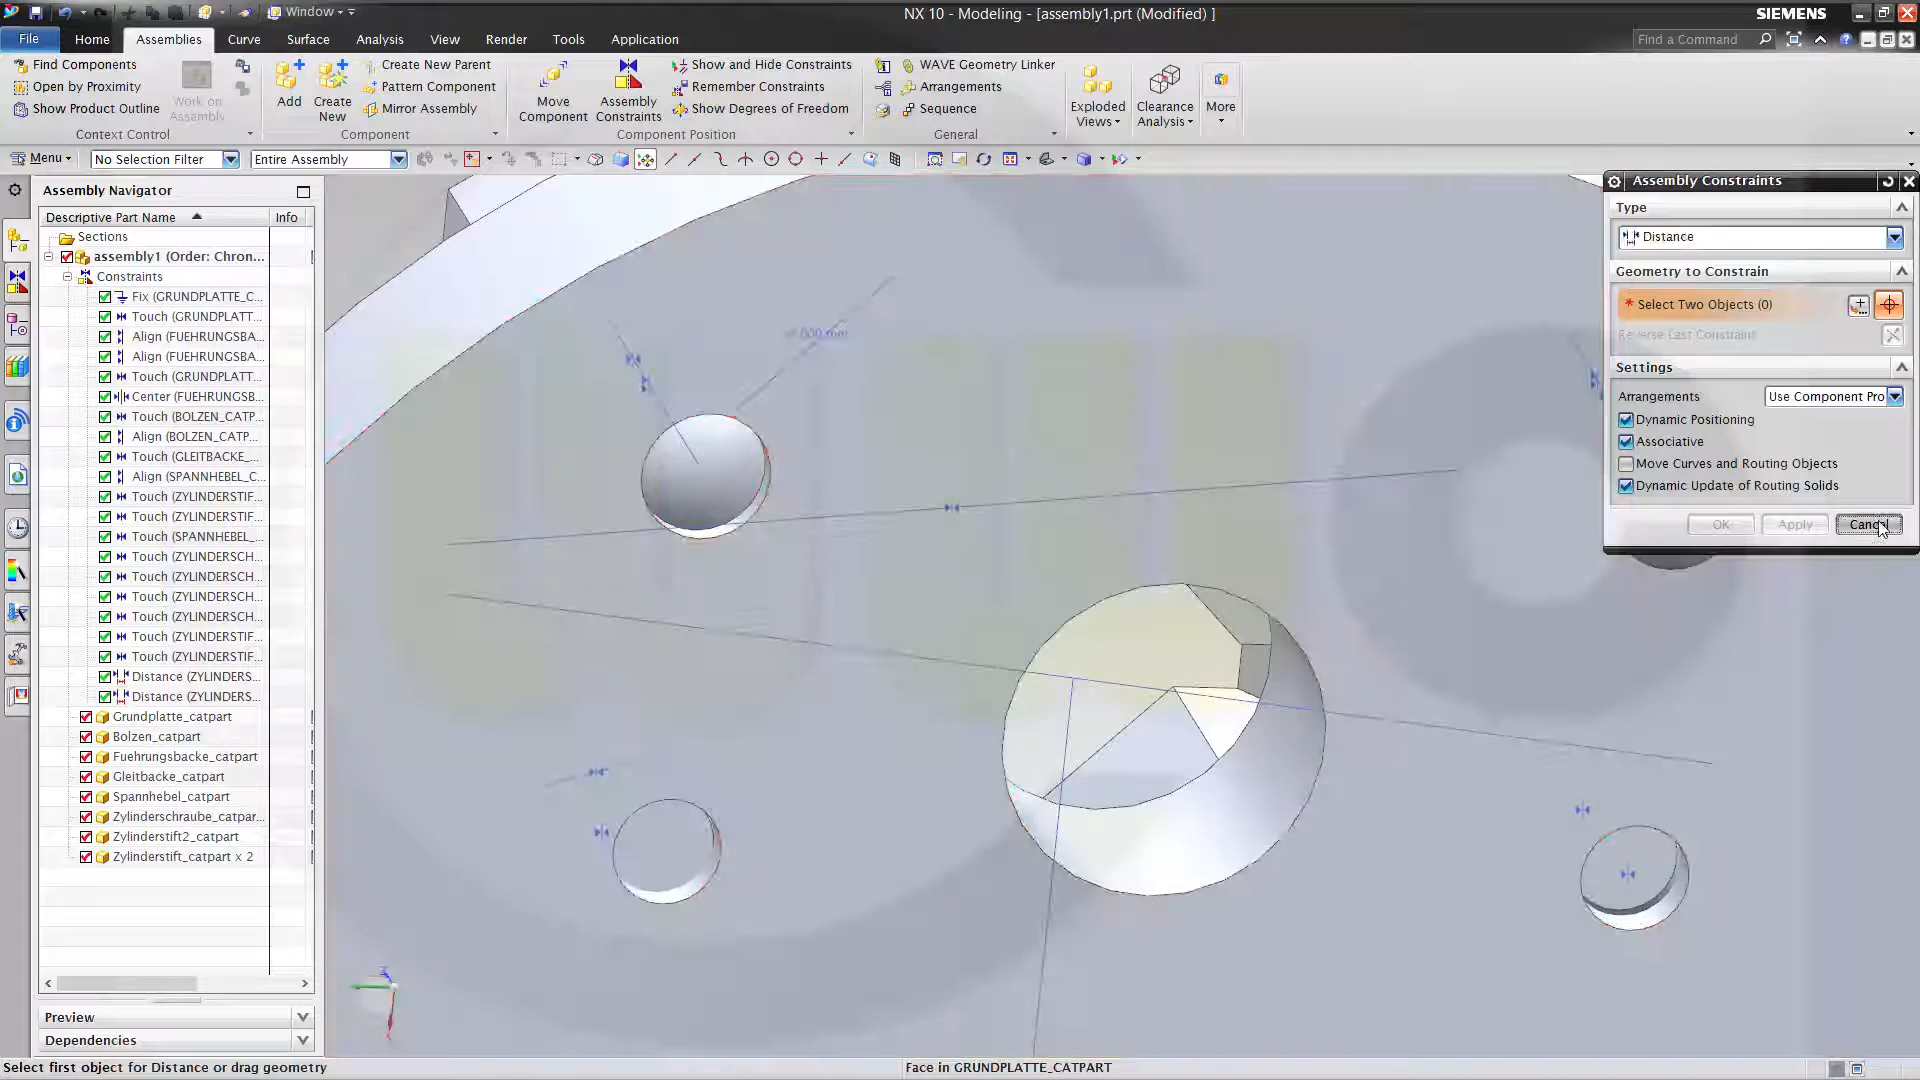 Window
NX 10 - Modeling - [assembly1.prt (Modified) ]
SIEMENS
File
Home
Assemblies
Curve
Surface
Analysis
View
Render
Tools
Application
Find a Command
Find Components
Open by Proximity
Show Product Outline
Work on
Assembly
Context Control
Add
Create
New
Create New Parent
Pattern Component
Mirror Assembly
Component
Move
Component
Assembly
Constraints
Show and Hide Constraints
Remember Constraints
Show Degrees of Freedom
Component Position
WAVE Geometry Linker
Arrangements
Sequence
General
Exploded
Views
Clearance
Analysis
More
Menu
No Selection Filter
Entire Assembly
Assembly Navigator
Descriptive Part Name
Info
Sections
assembly1 (Order: Chron...
Constraints
Fix (GRUNDPLATTE_C...
Touch (GRUNDPLATT...
Align (FUEHRUNGSBA...
Align (FUEHRUNGSBA...
Touch (GRUNDPLATT...
Center (FUEHRUNGSB...
Touch (BOLZEN_CATP...
Align (BOLZEN_CATP...
Touch (GLEITBACKE_...
Align (SPANNHEBEL_C...
Touch (ZYLINDERSTIF...
Touch (ZYLINDERSTIF...
Touch (SPANNHEBEL_...
Touch (ZYLINDERSCH...
Touch (ZYLINDERSCH...
Touch (ZYLINDERSCH...
Touch (ZYLINDERSCH...
Touch (ZYLINDERSTIF...
Touch (ZYLINDERSTIF...
Distance (ZYLINDERS...
Distance (ZYLINDERS...
Grundplatte_catpart
Bolzen_catpart
Fuehrungsbacke_catpart
Gleitbacke_catpart
Spannhebel_catpart
Zylinderschraube_catpar...
Zylinderstift2_catpart
Zylinderstift_catpart x 2
Preview
Dependencies
Assembly Constraints
Type
Distance
Geometry to Constrain
* Select Two Objects (0)
Reverse Last Constraint
Settings
Arrangements
Use Component Pro
Dynamic Positioning
Associative
Move Curves and Routing Objects
Dynamic Update of Routing Solids
OK
Apply
Cancel
Select first object for Distance or drag geometry
Face in GRUNDPLATTE_CATPART